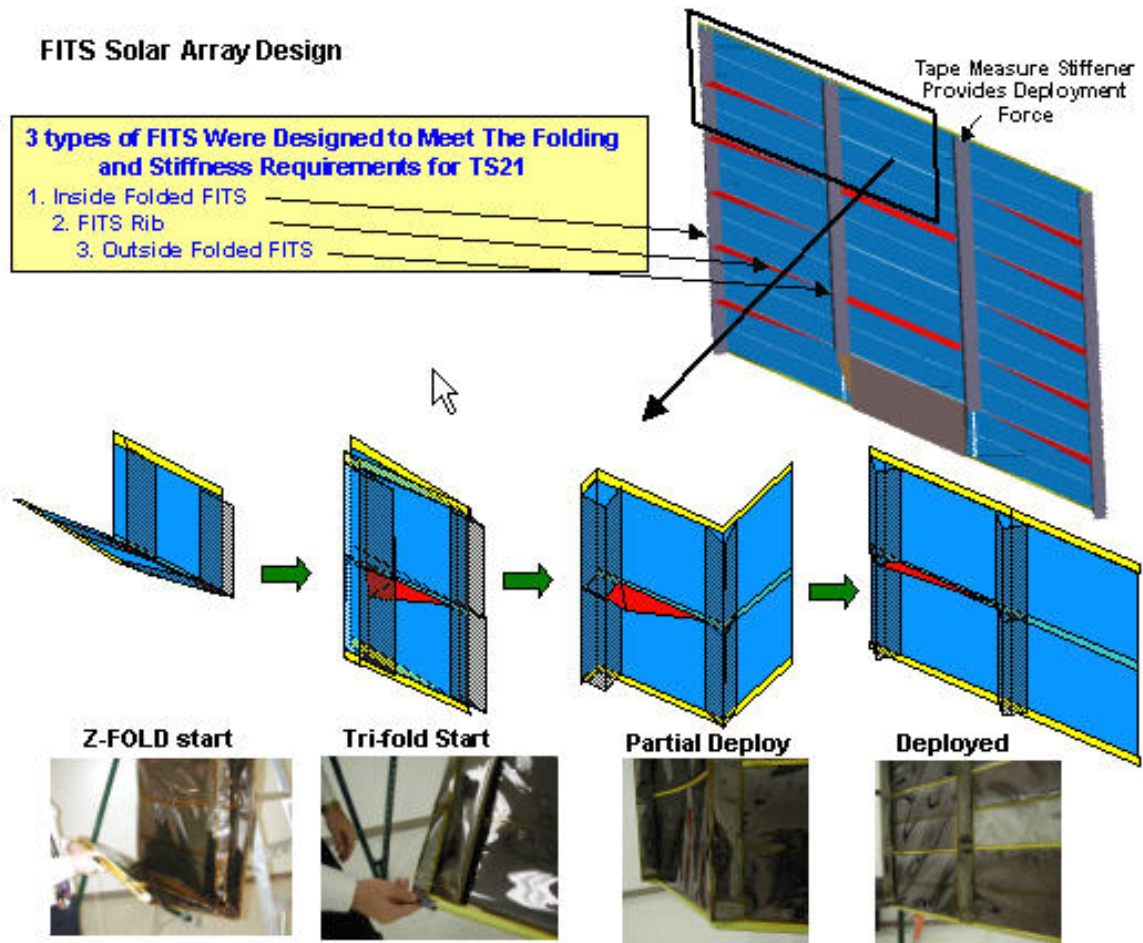 FITS Solar Array Design
Tape Measure Stiffener
Provides Deployment
Force
3 types of FITS Were Designed to Meet The Folding
and Stiffness Requirements for TS21
1. Inside Folded FITS
2. FITS Rib
3. Outside Folded FITS
Z-FOLD start
Tri-fold Start
Partial Deploy
Deployed